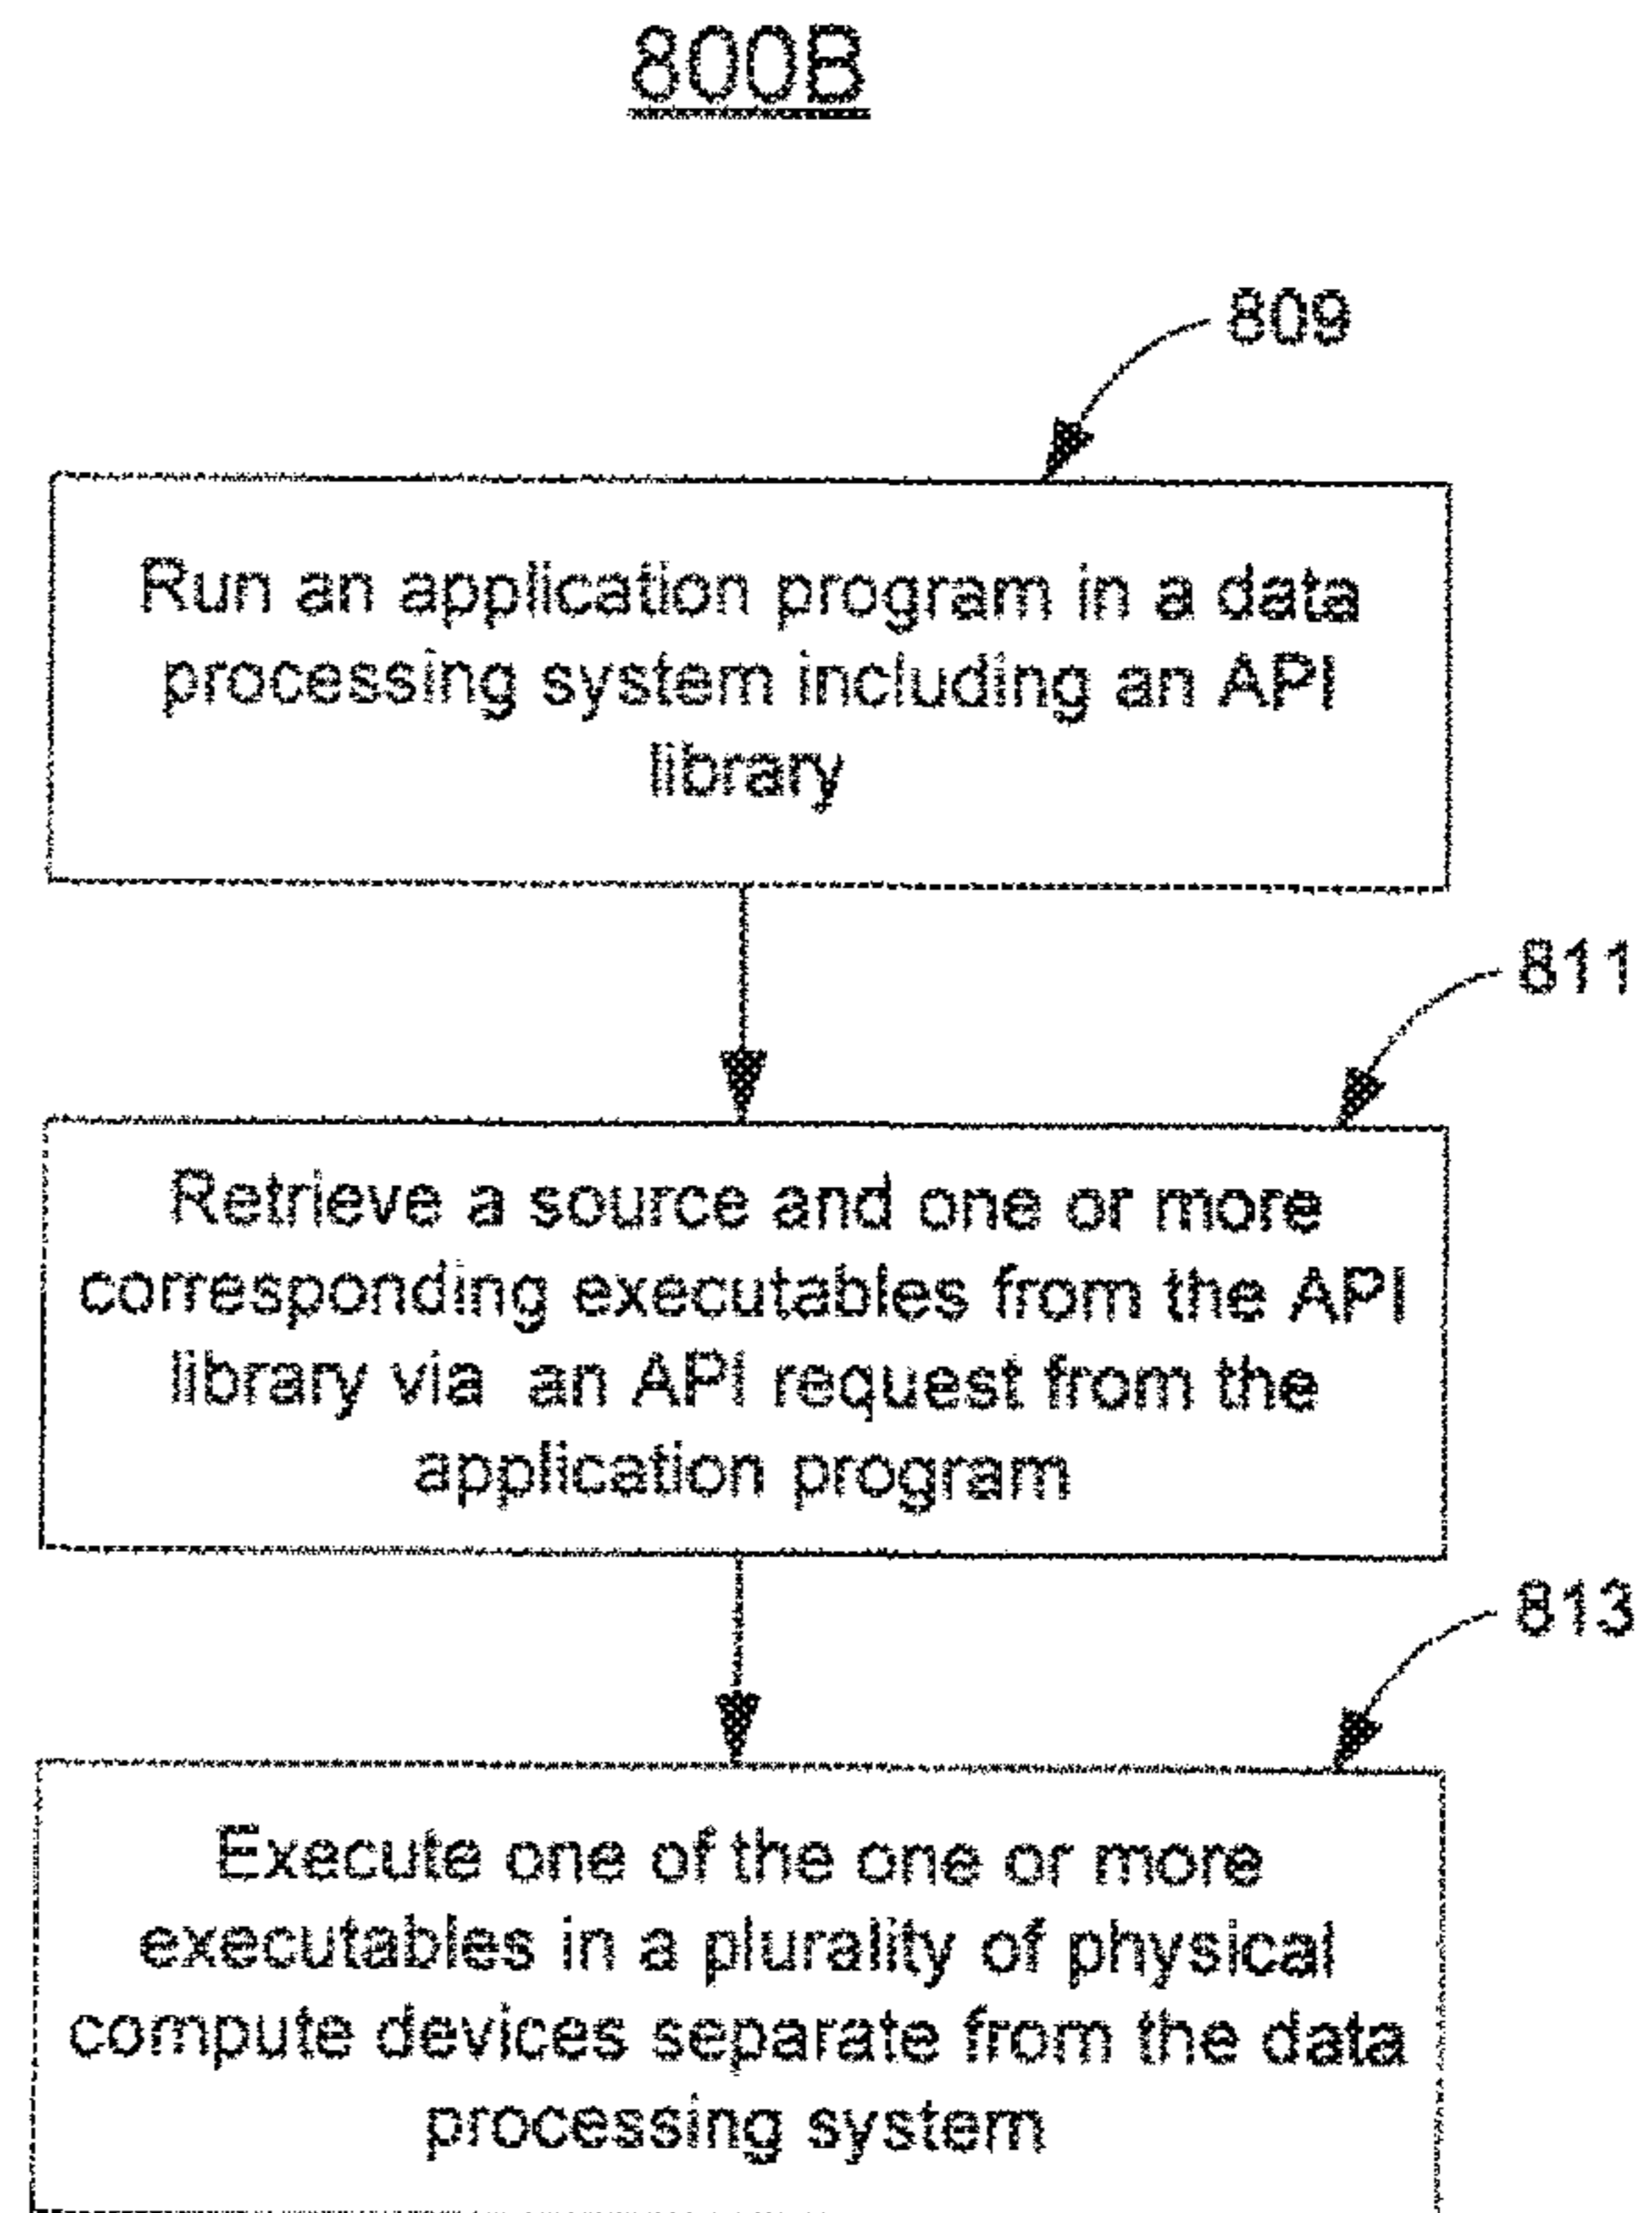 800B
809
Run an application program in a data
processing system including an API
library
811
Retrieve a source and one or more
corresponding executables from the API
library via an API request from the
application program
813
Execute one of the one or more
executables in a plurality of physical
compute devices separate from the data
processing system